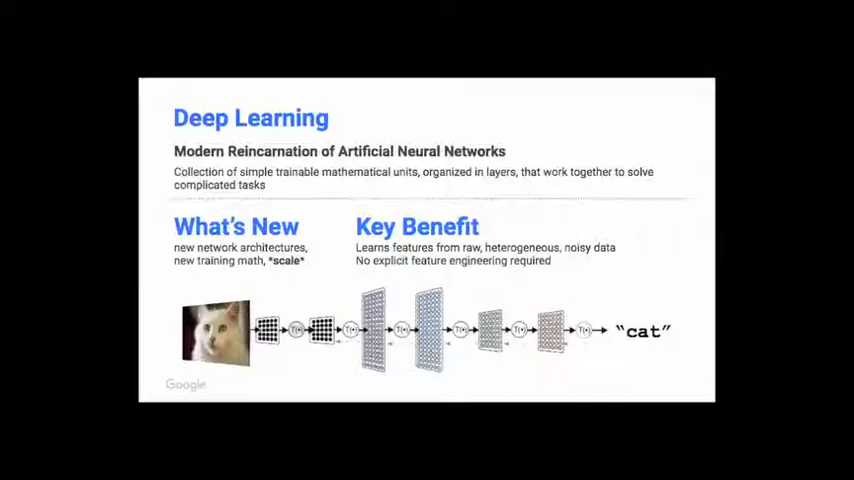 Deep Learning
Modern Reincarnation of Artificial Neural Networks
Collection of simple trainable mathematical units, organized in layers, that work together to solve
complicated tasks
What's New
new network architectures,
new training math, *scale*
Key Benefit
Learns features from raw, heterogeneous, noisy data
No explicit feature engineering required
T(•) T(•) T(•) T(•) T(•) T(•) "cat"
Google